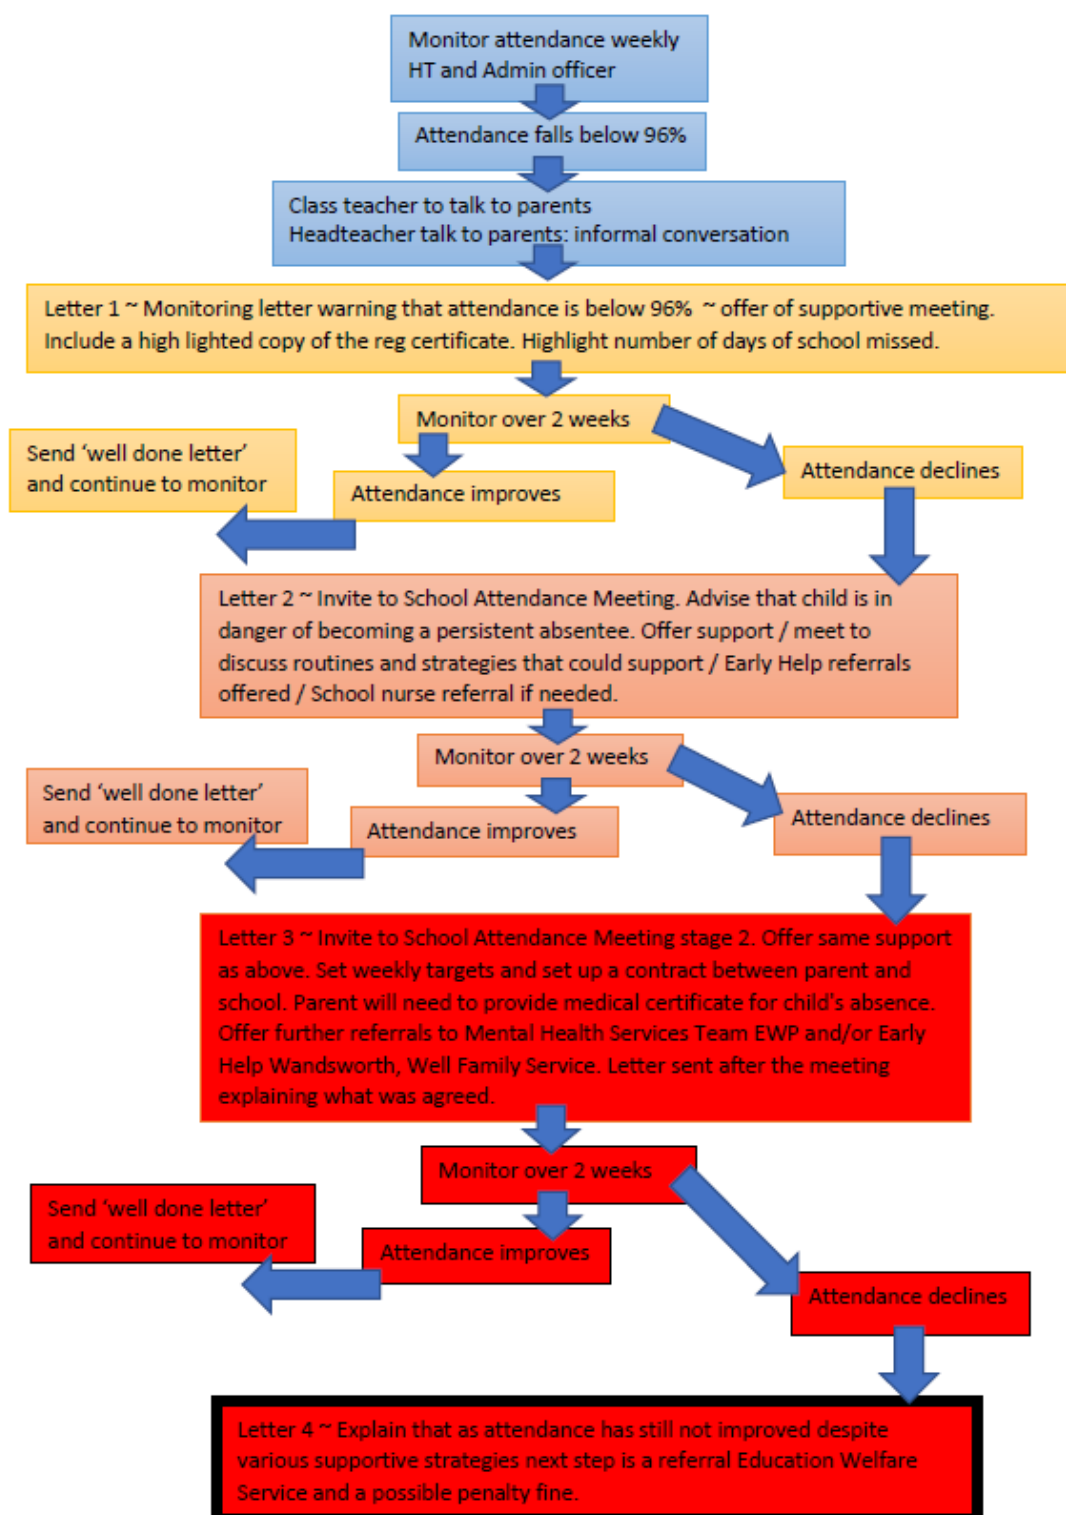 Monitor attendance weekly
HT and Admin officer
Attendance falls below 96%
Class teacher to talk to parents
Headteacher talk to parents: informal conversation
Letter 1 ~ Monitoring letter warning that attendance is below 96%  ~ offer of supportive meeting.
Include a high lighted copy of the reg certificate. Highlight number of days of school missed.
Monitor over 2 weeks
Send ‘well done letter’
and continue to monitor
Attendance improves
Attendance declines
Letter 2 ~ Invite to School Attendance Meeting. Advise that child is in
danger of becoming a persistent absentee. Offer support / meet to
discuss routines and strategies that could support / Early Help referrals
offered / School nurse referral if needed.
Monitor over 2 weeks
Send ‘well done letter’
and continue to monitor
Attendance improves
Attendance declines
Letter 3 ~ Invite to School Attendance Meeting stage 2. Offer same support
as above. Set weekly targets and set up a contract between parent and
school. Parent will need to provide medical certificate for child's absence.
Offer further referrals to Mental Health Services Team EWP and/or Early
Help Wandsworth, Well Family Service. Letter sent after the meeting
explaining what was agreed.
Monitor over 2 weeks
Send ‘well done letter’
and continue to monitor
Attendance improves
Attendance declines
Letter 4 ~ Explain that as attendance has still not improved despite
various supportive strategies next step is a referral Education Welfare
Service and a possible penalty fine.